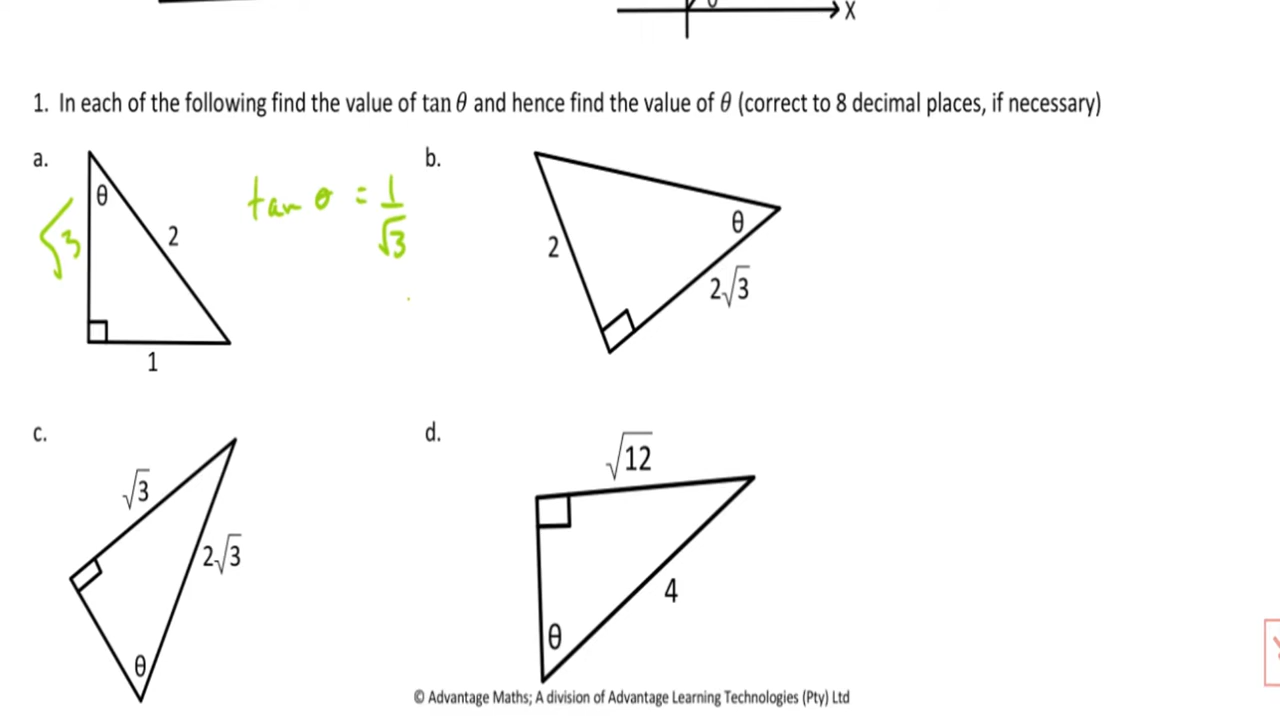 X
1. In each of the following find the value of tan θ and hence find the value of θ (correct to 8 decimal places, if necessary)
a.
θ
√3
2
1
tan θ = 1/√3
b.
2
θ
2√3
c.
√3
2√3
θ
d.
√12
4
θ
© Advantage Maths; A division of Advantage Learning Technologies (Pty) Ltd